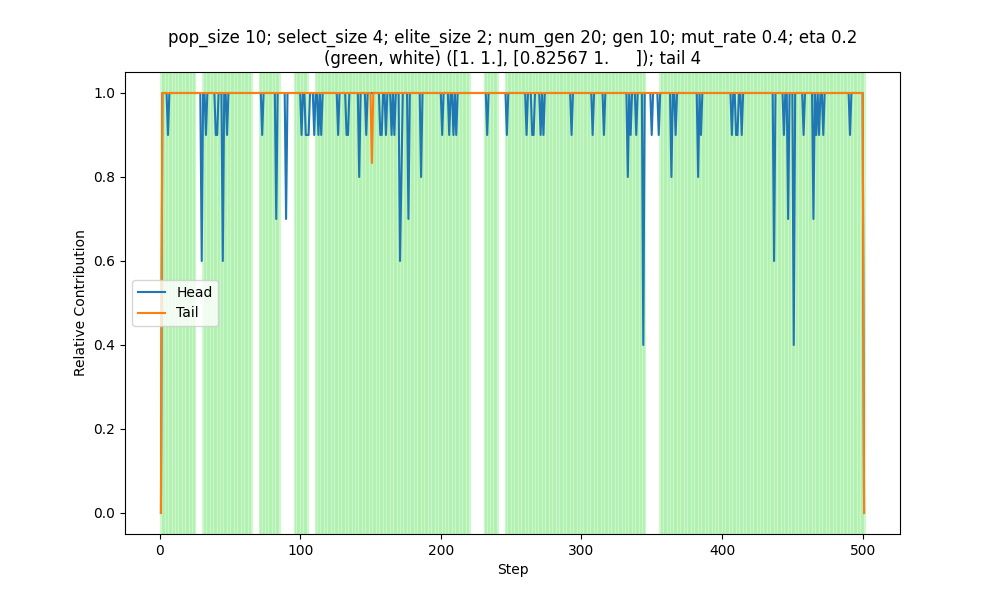 pop_size 10; select_size 4; elite_size 2; num_gen 20; gen 10; mut_rate 0.4; eta 0.2
(green, white) ([1. 1.], [0.82567 1.     ]); tail 4
1.0
0.8
0.6
0.4
0.2
0.0
Relative Contribution
Head
Tail
0
100
200
300
400
500
Step